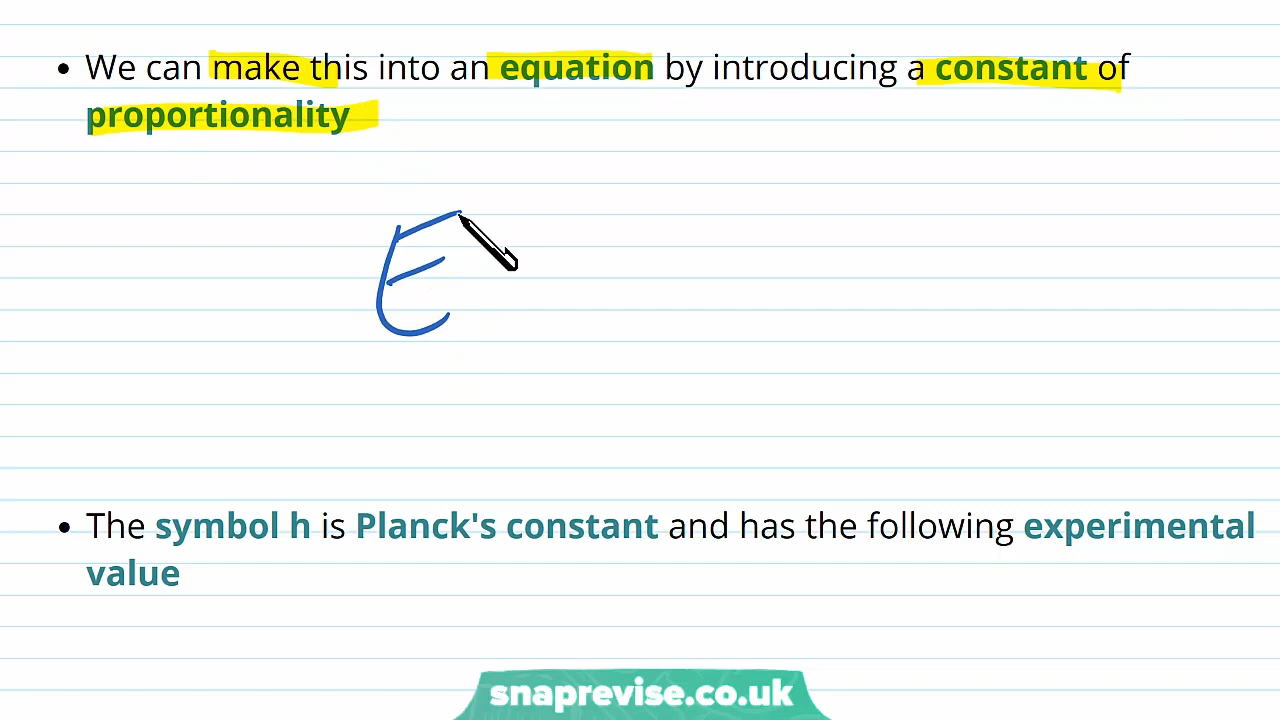 • We can make this into an equation by introducing a constant of
proportionality
E
• The symbol h is Planck's constant and has the following experimental
value
snaprevise.co.uk